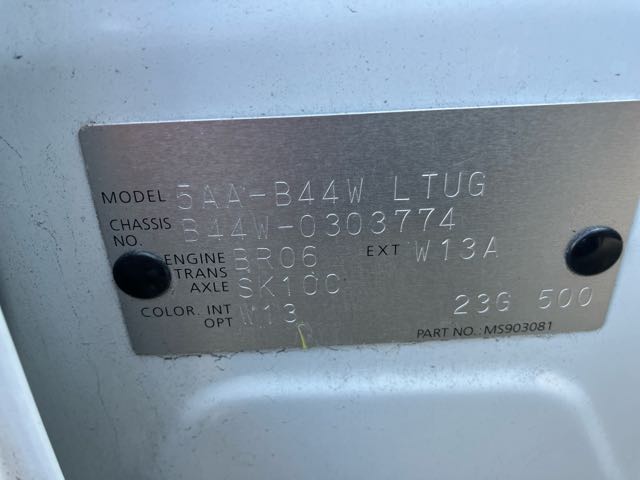 MODEL 5AA-B44W LTUG
CHASSIS NO. B44W-0303774
ENGINE BR06 EXT W13A
TRANS AXLE SK10C
COLOR. INT W13 23G 500
OPT
PART NO.: MS903081